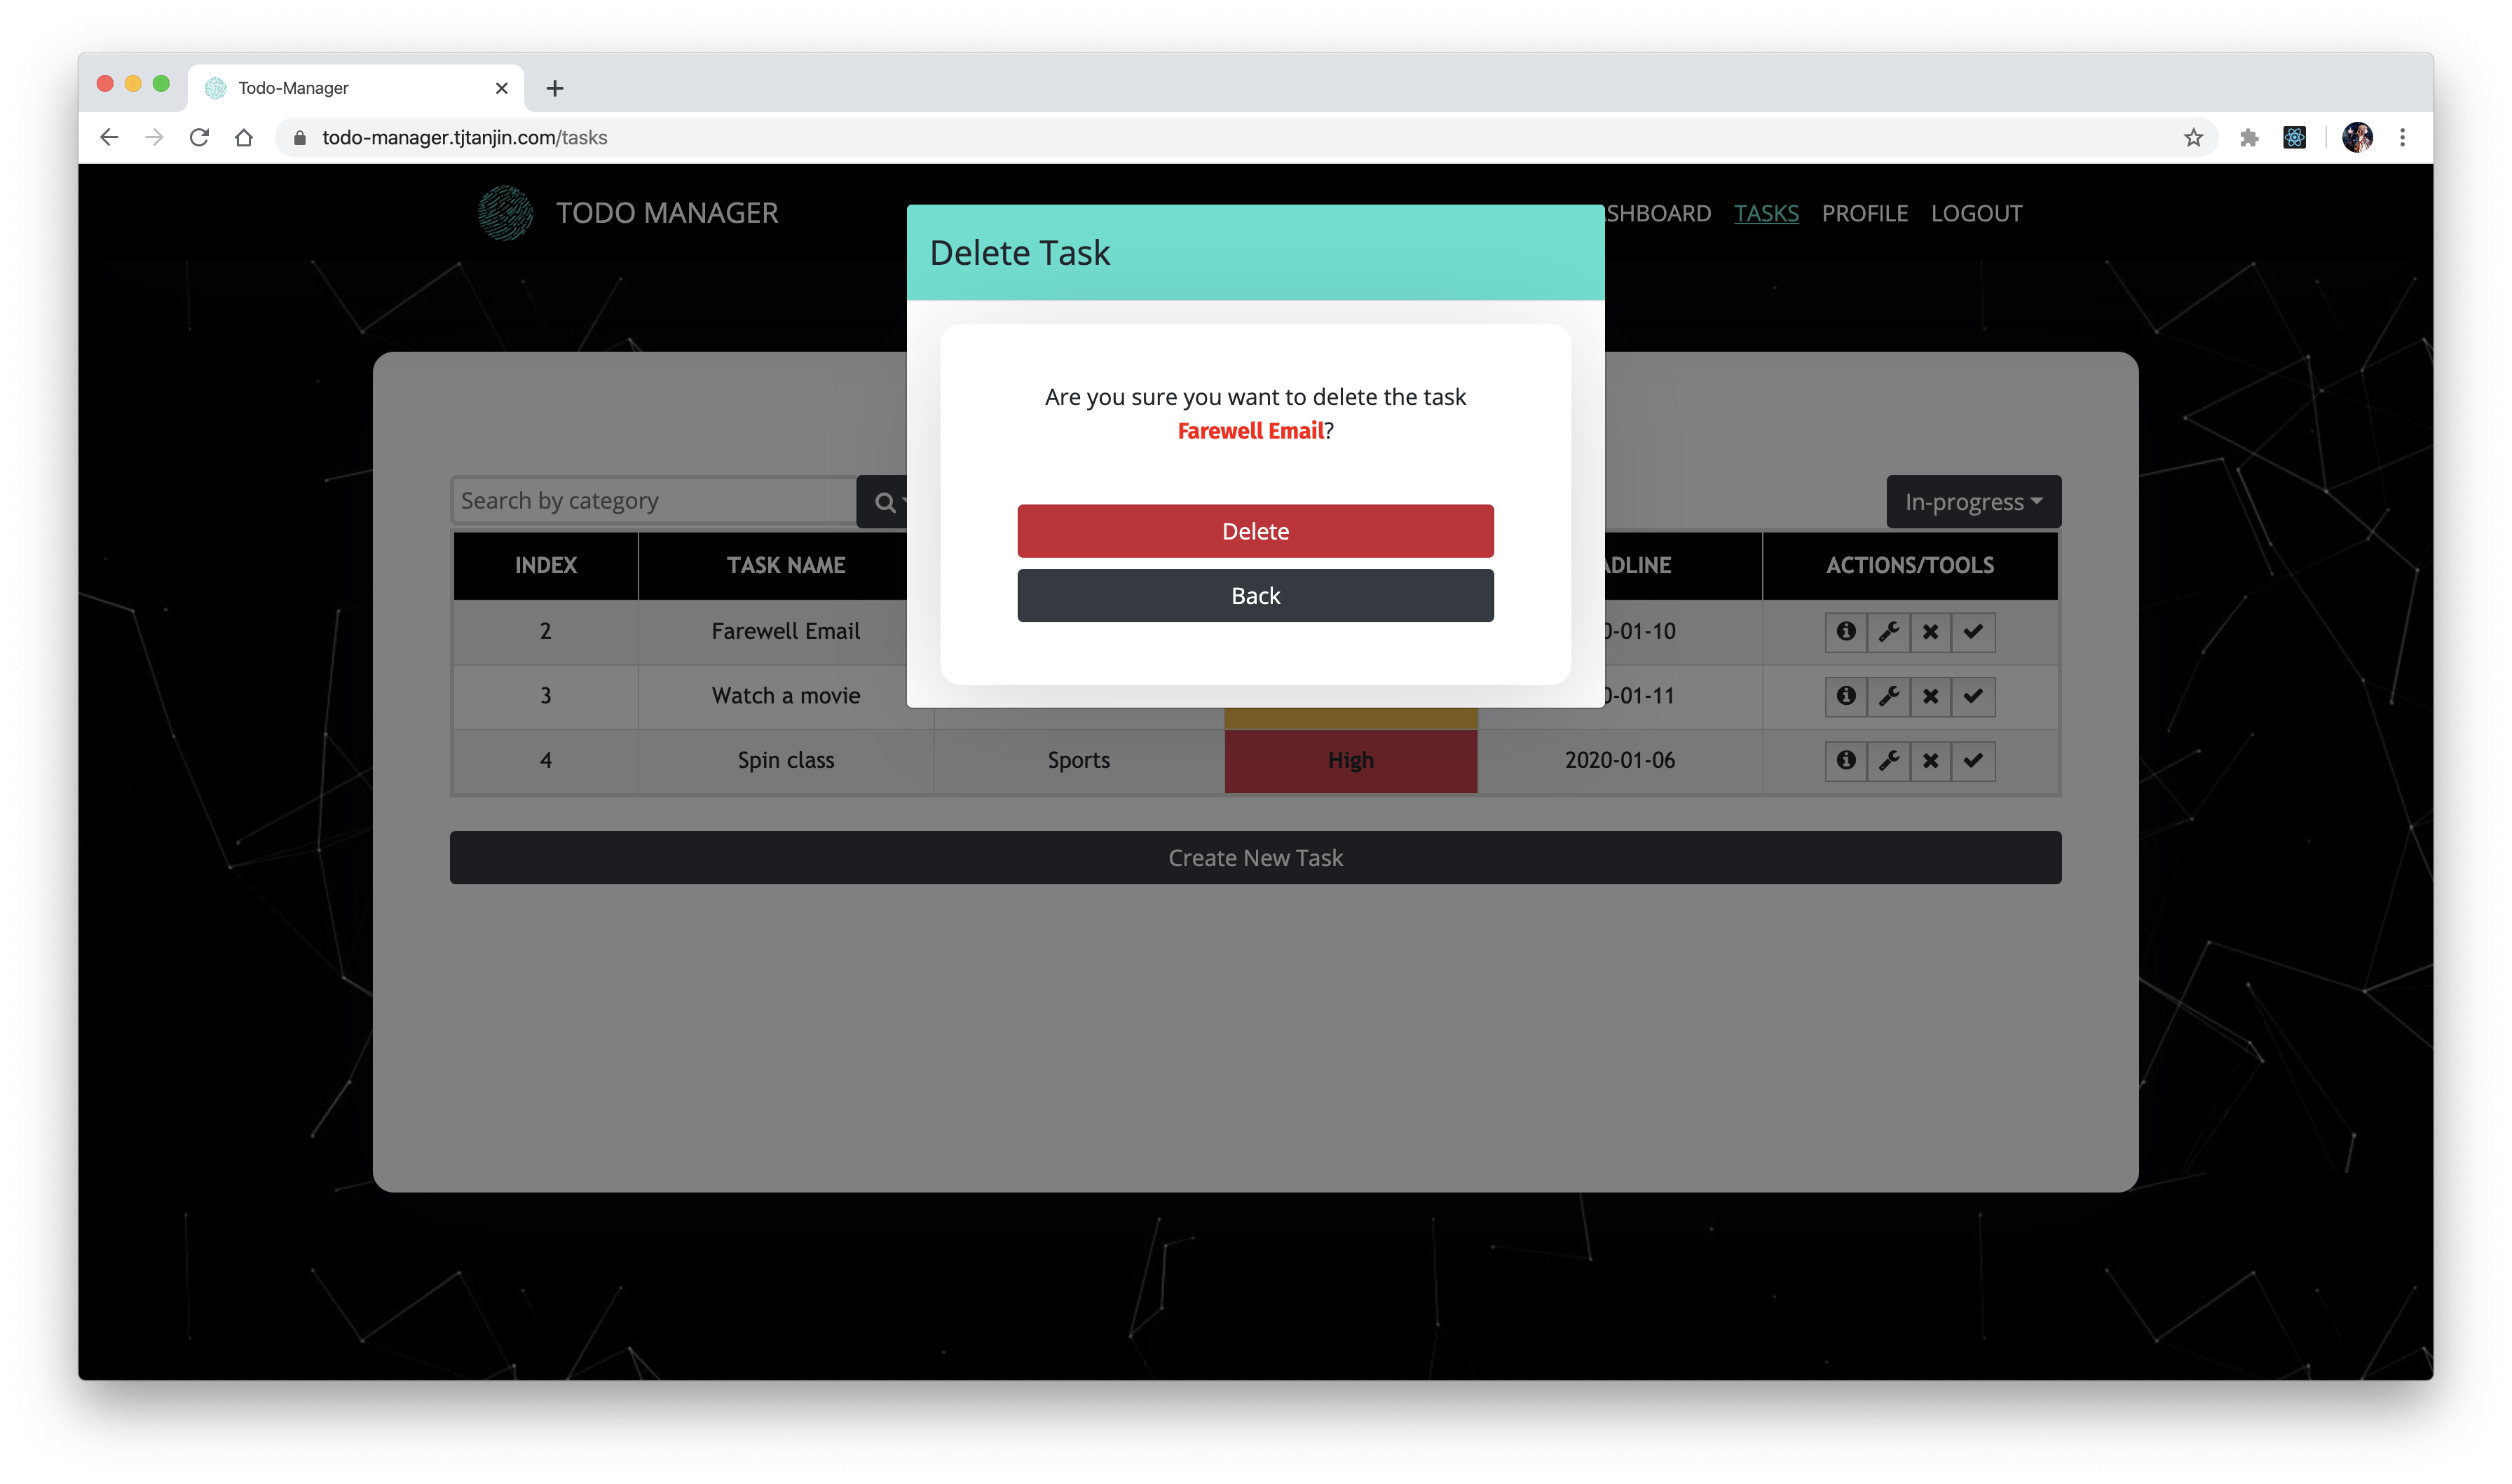 Todo-Manager
todo-manager.tjtanjin.com/tasks
TODO MANAGER
TASKS PROFILE LOGOUT
Delete Task
Are you sure you want to delete the task
Farewell Email?
Delete
Back
Search by category
In-progress
INDEX TASK NAME ACTIONS/TOOLS
2 Farewell Email 0-01-10
3 Watch a movie 0-01-11
4 Spin class Sports High 2020-01-06
Create New Task